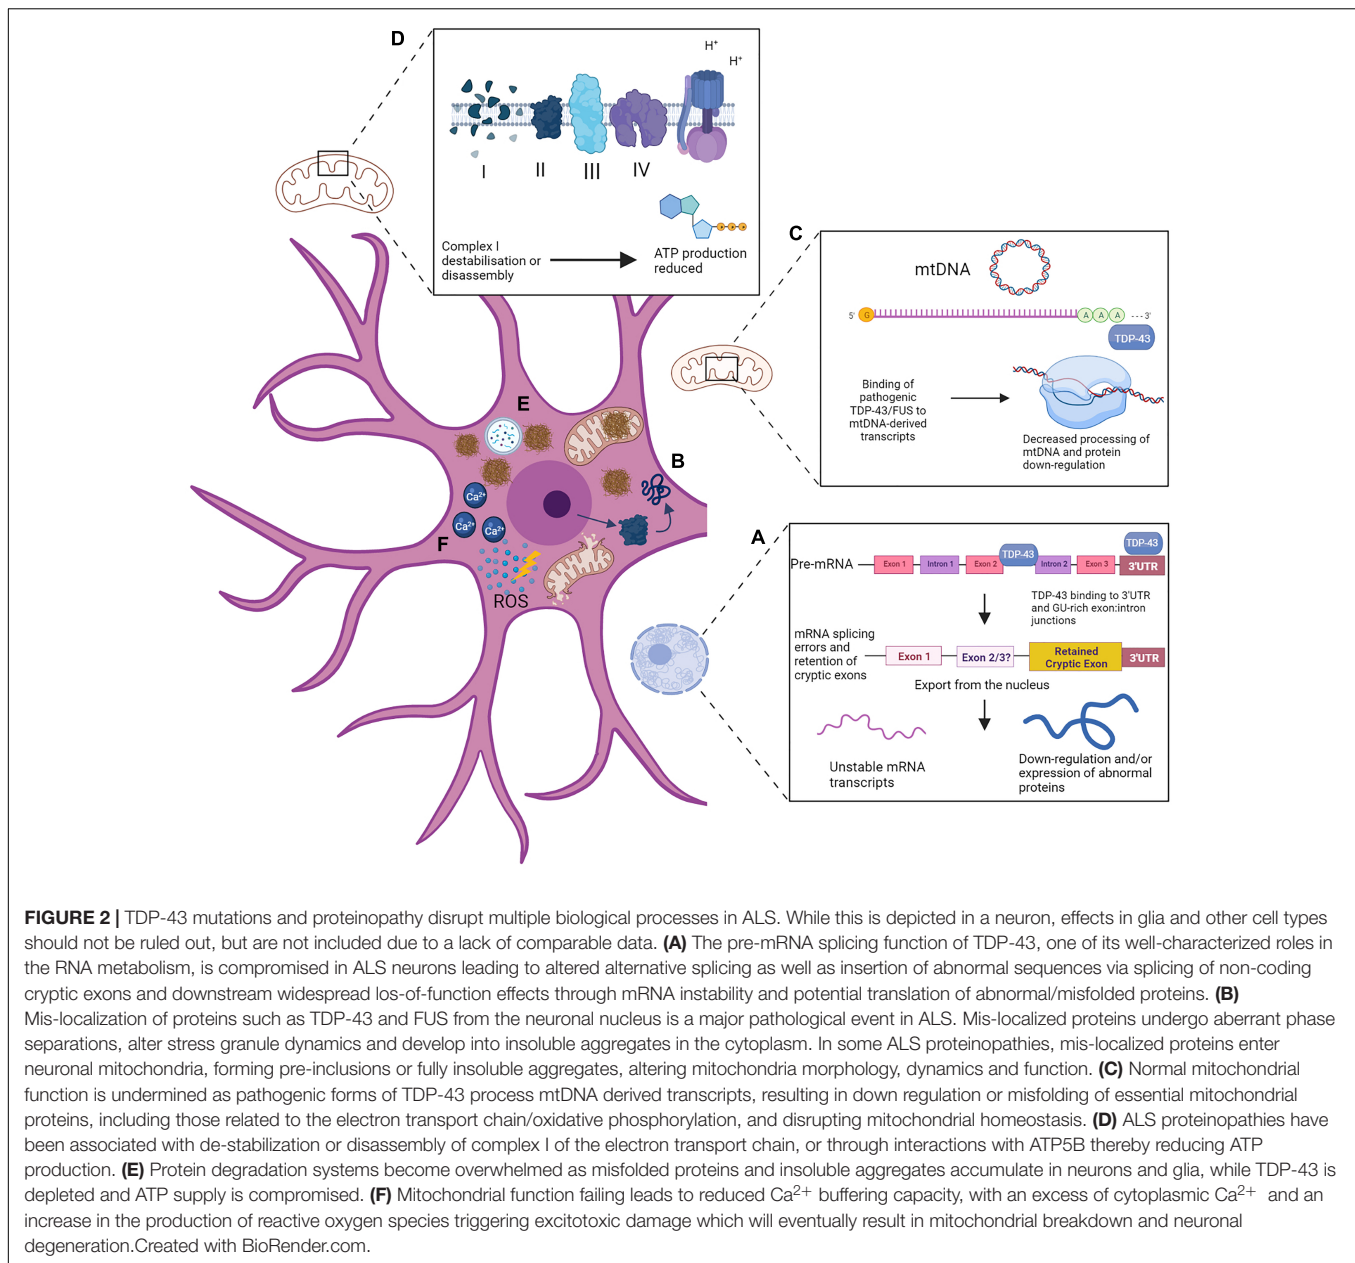 D
H+
H+
I II III IV
Complex I
destabilisation or
disassembly
ATP production
reduced
C
mtDNA
5' G A A A ---3'
TDP-43
Binding of
pathogenic
TDP-43/FUS to
mtDNA-derived
transcripts
Decreased processing of
mtDNA and protein
down-regulation
E
B
Ca2+
Ca2+
Ca2+
F
ROS
A
TDP-43
TDP-43
Pre-mRNA
Exon 1 Intron 1 Exon 2 Intron 2 Exon 3 3'UTR
TDP-43 binding to 3'UTR
and GU-rich exon:intron
junctions
mRNA splicing
errors and
retention of
cryptic exons
Exon 1 Exon 2/3? Retained
Cryptic Exon 3'UTR
Export from the nucleus
Unstable mRNA
transcripts
Down-regulation and/or
expression of abnormal
proteins
FIGURE 2 | TDP-43 mutations and proteinopathy disrupt multiple biological processes in ALS. While this is depicted in a neuron, effects in glia and other cell types
should not be ruled out, but are not included due to a lack of comparable data. (A) The pre-mRNA splicing function of TDP-43, one of its well-characterized roles in
the RNA metabolism, is compromised in ALS neurons leading to altered alternative splicing as well as insertion of abnormal sequences via splicing of non-coding
cryptic exons and downstream widespread los-of-function effects through mRNA instability and potential translation of abnormal/misfolded proteins. (B)
Mis-localization of proteins such as TDP-43 and FUS from the neuronal nucleus is a major pathological event in ALS. Mis-localized proteins undergo aberrant phase
separations, alter stress granule dynamics and develop into insoluble aggregates in the cytoplasm. In some ALS proteinopathies, mis-localized proteins enter
neuronal mitochondria, forming pre-inclusions or fully insoluble aggregates, altering mitochondria morphology, dynamics and function. (C) Normal mitochondrial
function is undermined as pathogenic forms of TDP-43 process mtDNA derived transcripts, resulting in down regulation or misfolding of essential mitochondrial
proteins, including those related to the electron transport chain/oxidative phosphorylation, and disrupting mitochondrial homeostasis. (D) ALS proteinopathies have
been associated with de-stabilization or disassembly of complex I of the electron transport chain, or through interactions with ATP5B thereby reducing ATP
production. (E) Protein degradation systems become overwhelmed as misfolded proteins and insoluble aggregates accumulate in neurons and glia, while TDP-43 is
depleted and ATP supply is compromised. (F) Mitochondrial function failing leads to reduced Ca2+ buffering capacity, with an excess of cytoplasmic Ca2+ and an
increase in the production of reactive oxygen species triggering excitotoxic damage which will eventually result in mitochondrial breakdown and neuronal
degeneration.Created with BioRender.com.